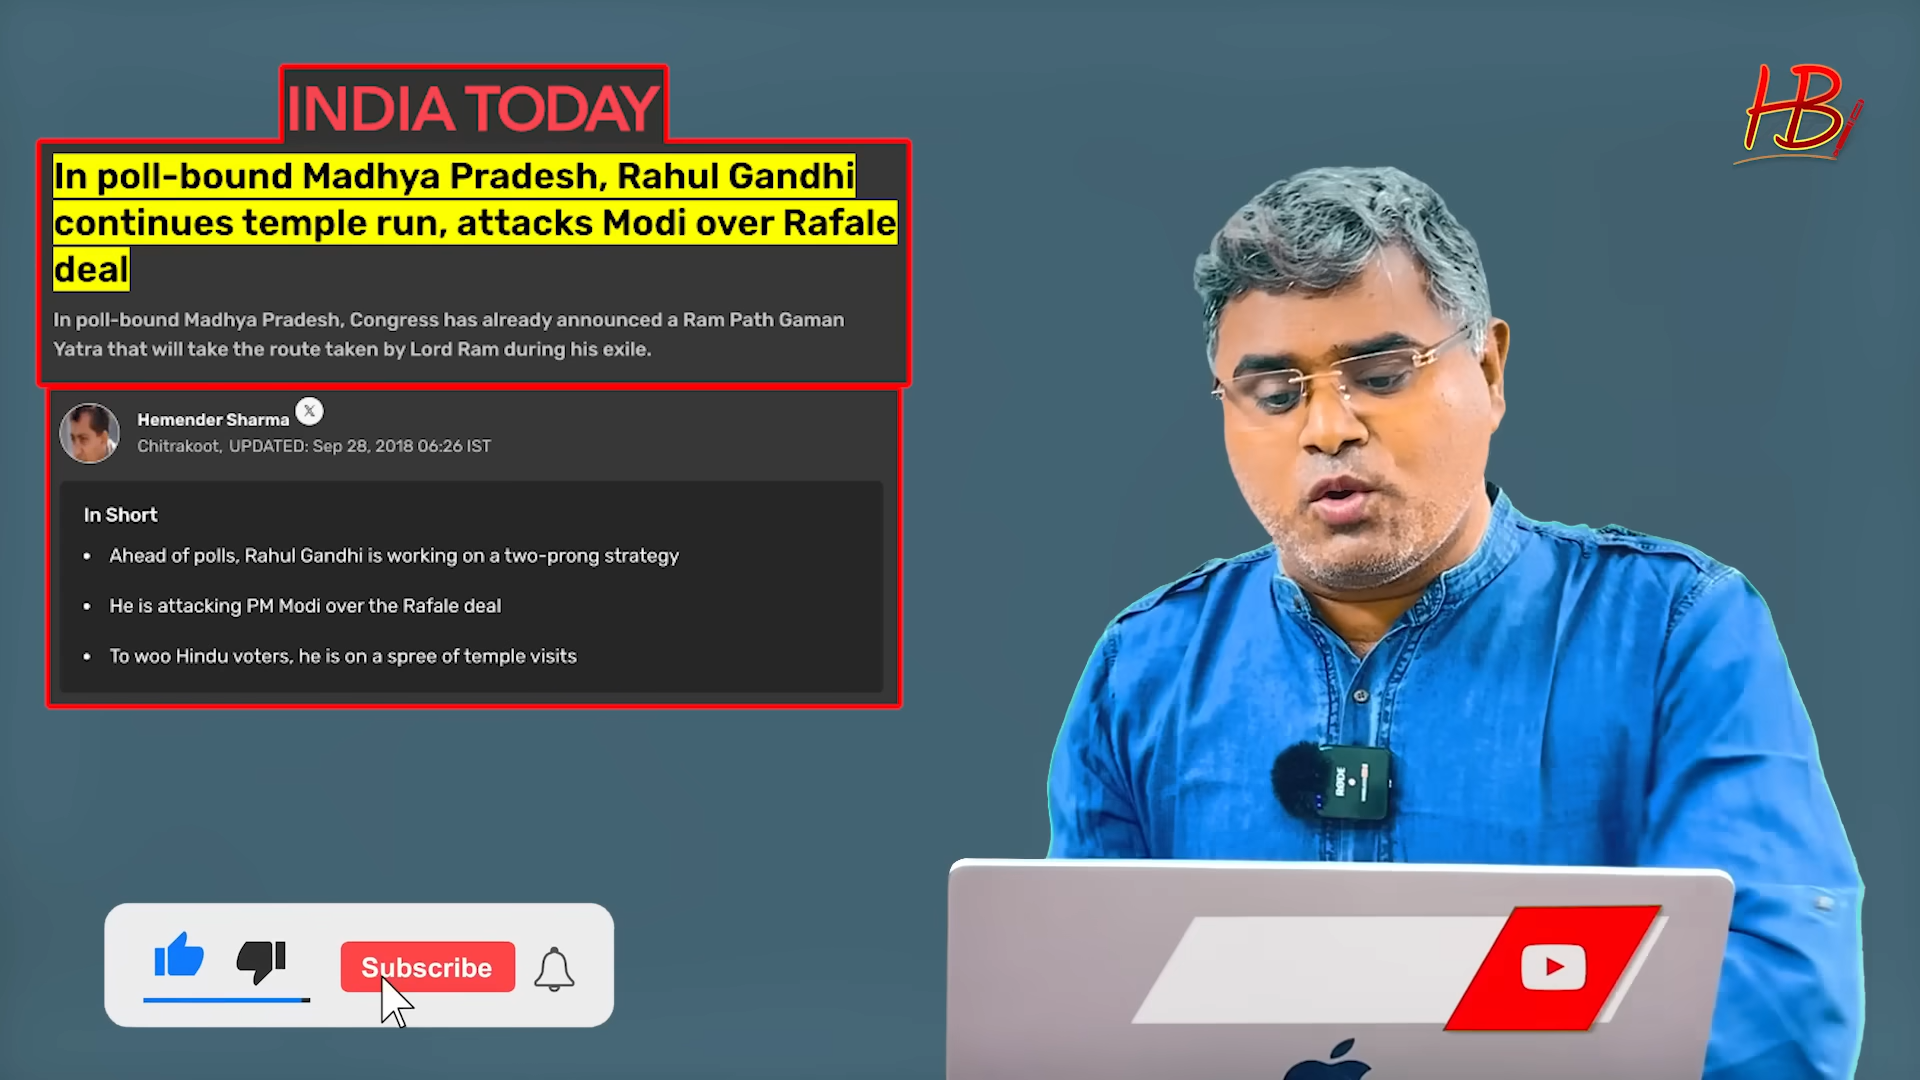 INDIA TODAY
In poll-bound Madhya Pradesh, Rahul Gandhi
continues temple run, attacks Modi over Rafale
deal
In poll-bound Madhya Pradesh, Congress has already announced a Ram Path Gaman
Yatra that will take the route taken by Lord Ram during his exile.
Hemender Sharma
Chitrakoot, UPDATED: Sep 28, 2018 06:26 IST
In Short
• Ahead of polls, Rahul Gandhi is working on a two-prong strategy
• He is attacking PM Modi over the Rafale deal
• To woo Hindu voters, he is on a spree of temple visits
Subscribe
HB
RØDE